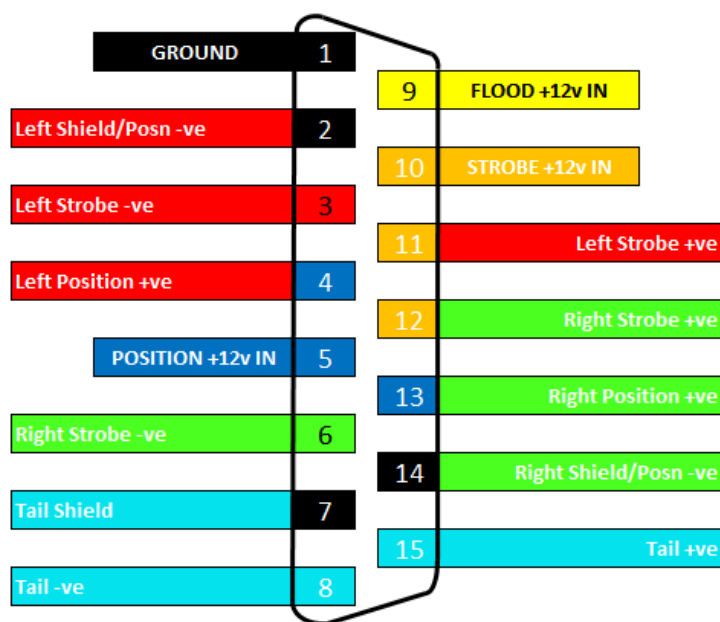 GROUND 1
9 FLOOD +12v IN
Left Shield/Posn -ve 2
10 STROBE +12v IN
Left Strobe -ve 3
11 Left Strobe +ve
Left Position +ve 4
12 Right Strobe +ve
POSITION +12v IN 5
13 Right Position +ve
Right Strobe -ve 6
14 Right Shield/Posn -ve
Tail Shield 7
15 Tail +ve
Tail -ve 8